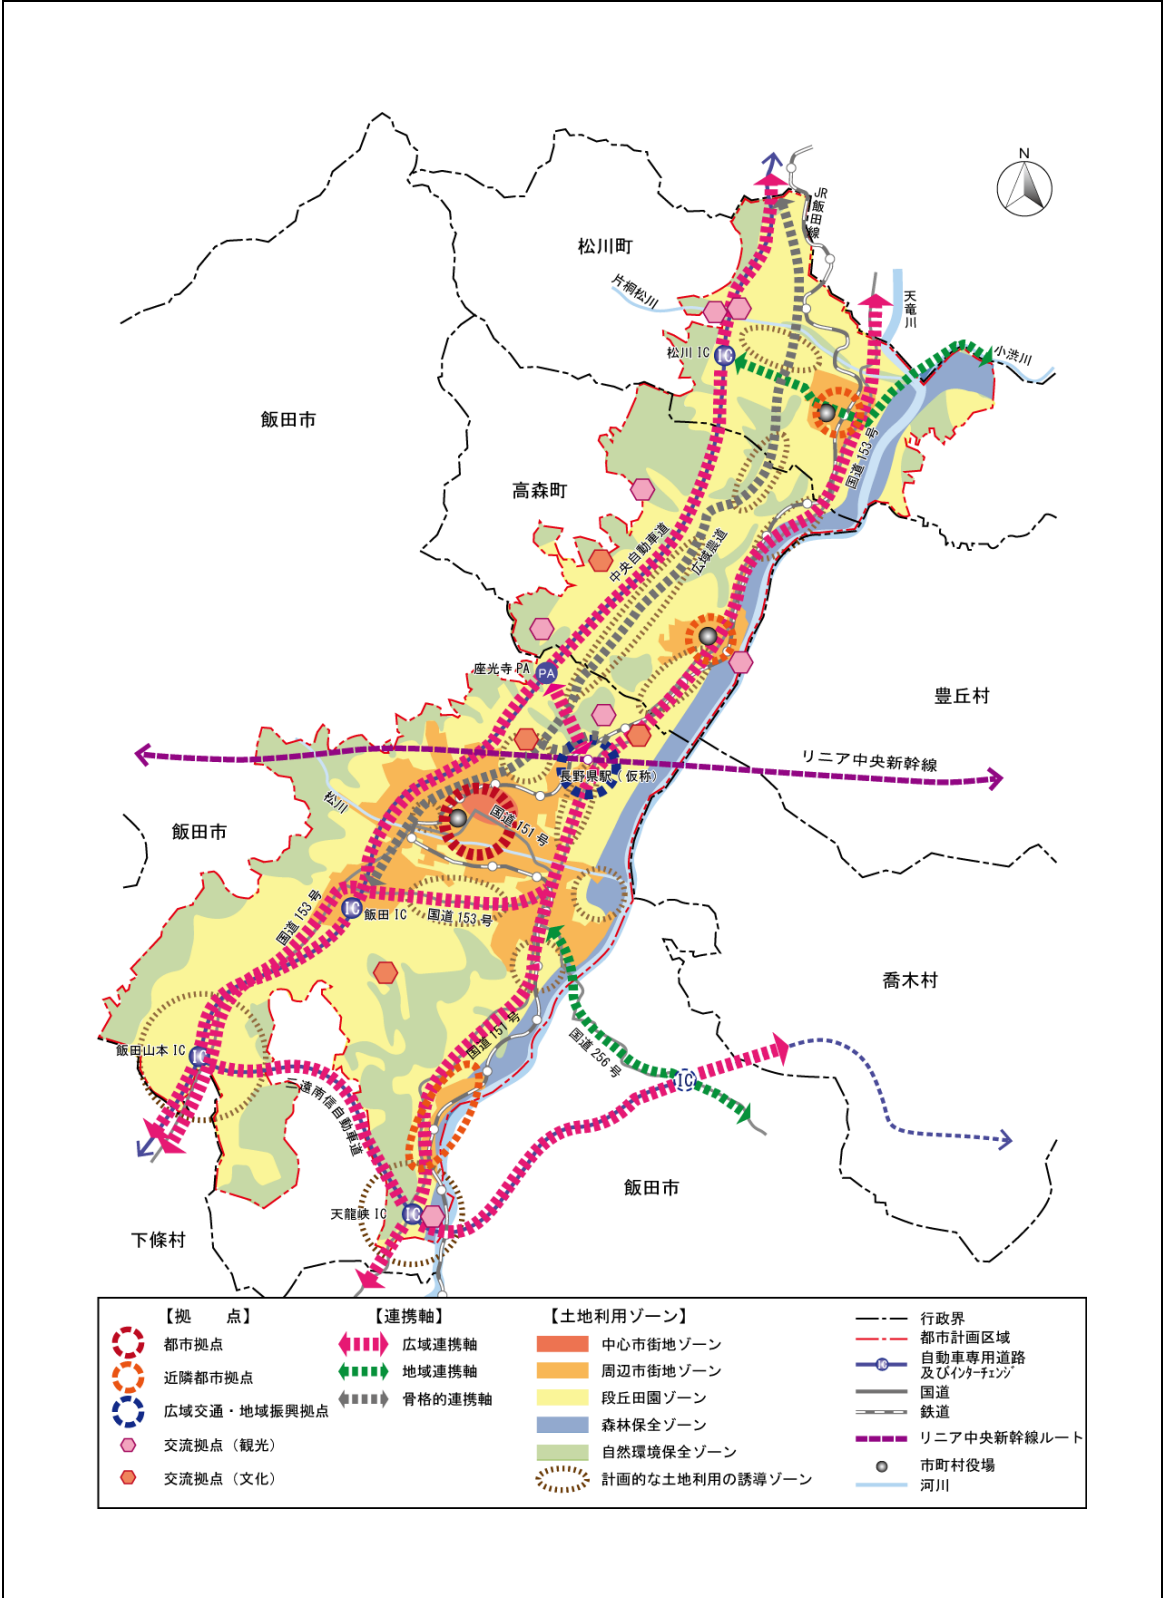 N
JR飯田線
松川町
片桐松川
天竜川
小渋川
松川 IC
IC
飯田市
国道 153 号
高森町
中央自動車道
広域農道
座光寺 PA
PA
豊丘村
リニア中央新幹線
長野県駅（仮称）
松川
国道 151 号
飯田市
国道 153 号
IC
飯田 IC
国道 153 号
喬木村
国道 151 号
国道 256 号
飯田山本 IC
IC
IC
三遠南信自動車道
飯田市
天龍峡 IC
IC
下條村
【拠　点】
都市拠点
近隣都市拠点
広域交通・地域振興拠点
交流拠点（観光）
交流拠点（文化）
【連携軸】
広域連携軸
地域連携軸
骨格的連携軸
【土地利用ゾーン】
中心市街地ゾーン
周辺市街地ゾーン
段丘田園ゾーン
森林保全ゾーン
自然環境保全ゾーン
計画的な土地利用の誘導ゾーン
行政界
都市計画区域
IC
自動車専用道路
及びインターチェンジ
国道
鉄道
リニア中央新幹線ルート
市町村役場
河川